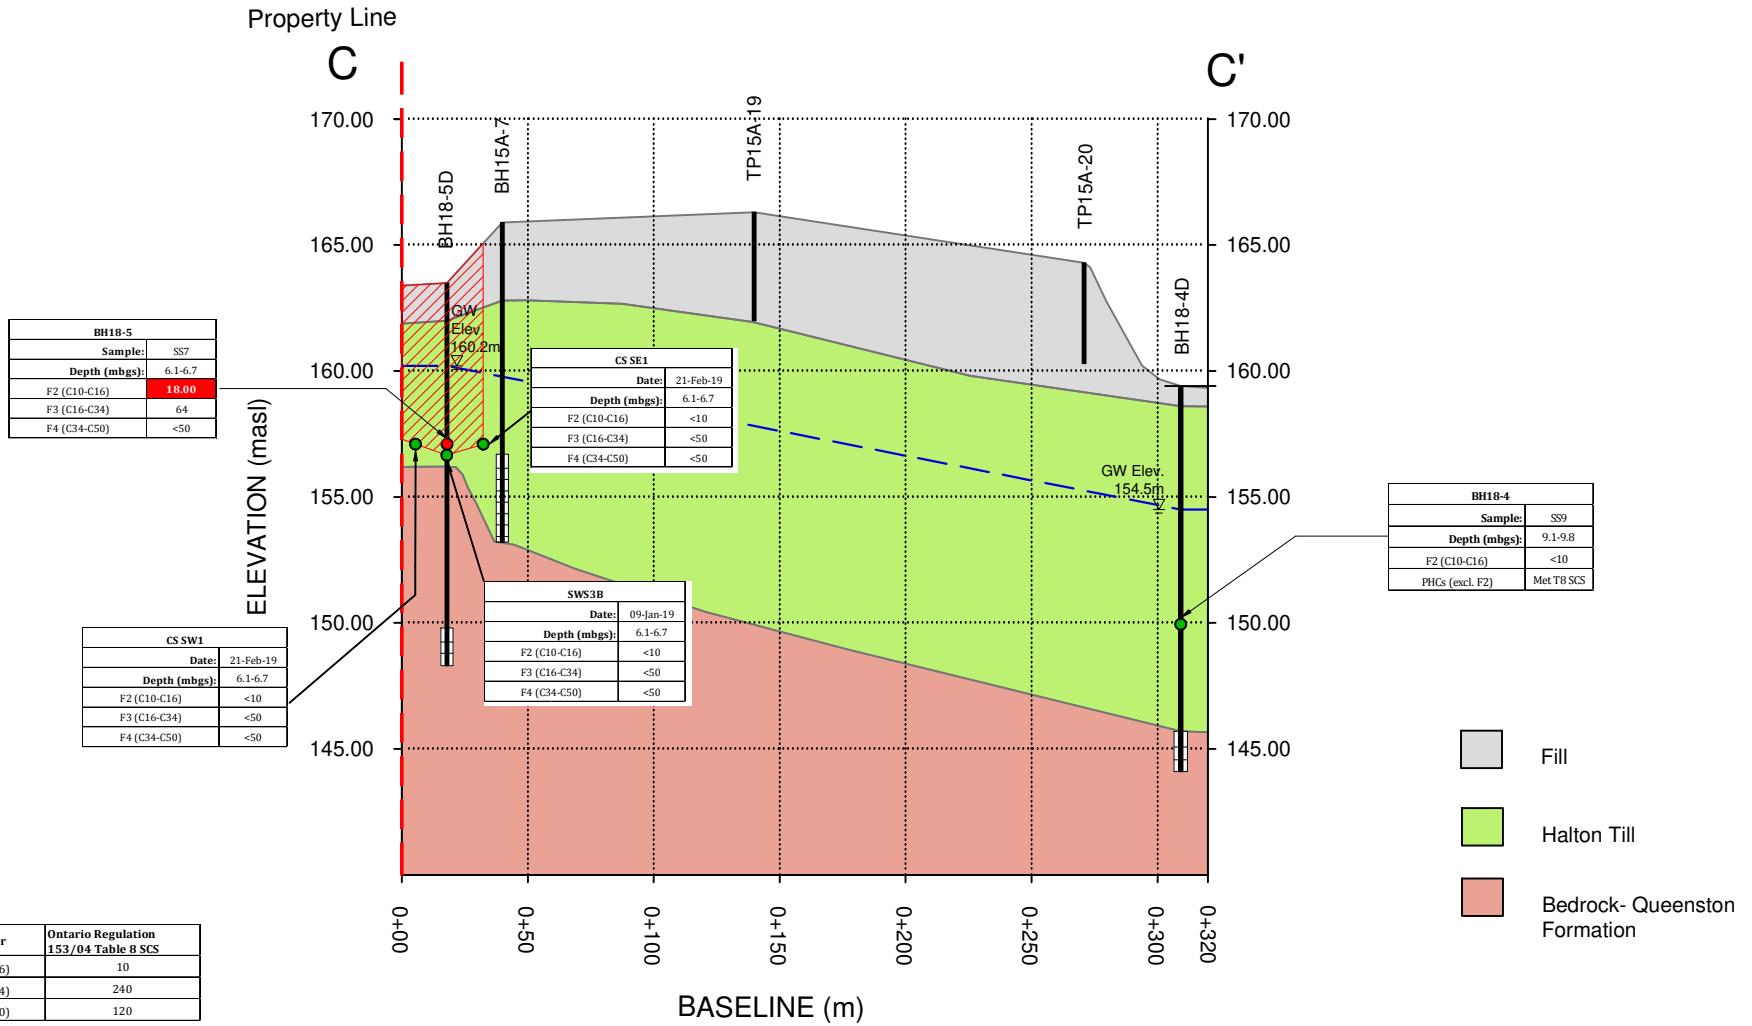 Property Line
C
C'
170.00
165.00
160.00
155.00
150.00
145.00
170.00
165.00
160.00
155.00
150.00
145.00
ELEVATION (masl)
BH18-5D
BH15A-7
TP15A-19
TP15A-20
BH18-4D
GW
Elev.
160.2m
GW Elev.
154.5m
BH18-5
Sample: SS7
Depth (mbgs): 6.1-6.7
F2 (C10-C16) 18.00
F3 (C16-C34) 64
F4 (C34-C50) <50
CS SE1
Date: 21-Feb-19
Depth (mbgs): 6.1-6.7
F2 (C10-C16) <10
F3 (C16-C34) <50
F4 (C34-C50) <50
BH18-4
Sample: SS9
Depth (mbgs): 9.1-9.8
F2 (C10-C16) <10
PHCs (excl. F2) Met T8 SCS
SWS3B
Date: 09-Jan-19
Depth (mbgs): 6.1-6.7
F2 (C10-C16) <10
F3 (C16-C34) <50
F4 (C34-C50) <50
CS SW1
Date: 21-Feb-19
Depth (mbgs): 6.1-6.7
F2 (C10-C16) <10
F3 (C16-C34) <50
F4 (C34-C50) <50
Fill
Halton Till
Bedrock- Queenston
Formation
0+00
0+50
0+100
0+150
0+200
0+250
0+300
0+320
BASELINE (m)
r Ontario Regulation
153/04 Table 8 SCS
6) 10
4) 240
0) 120